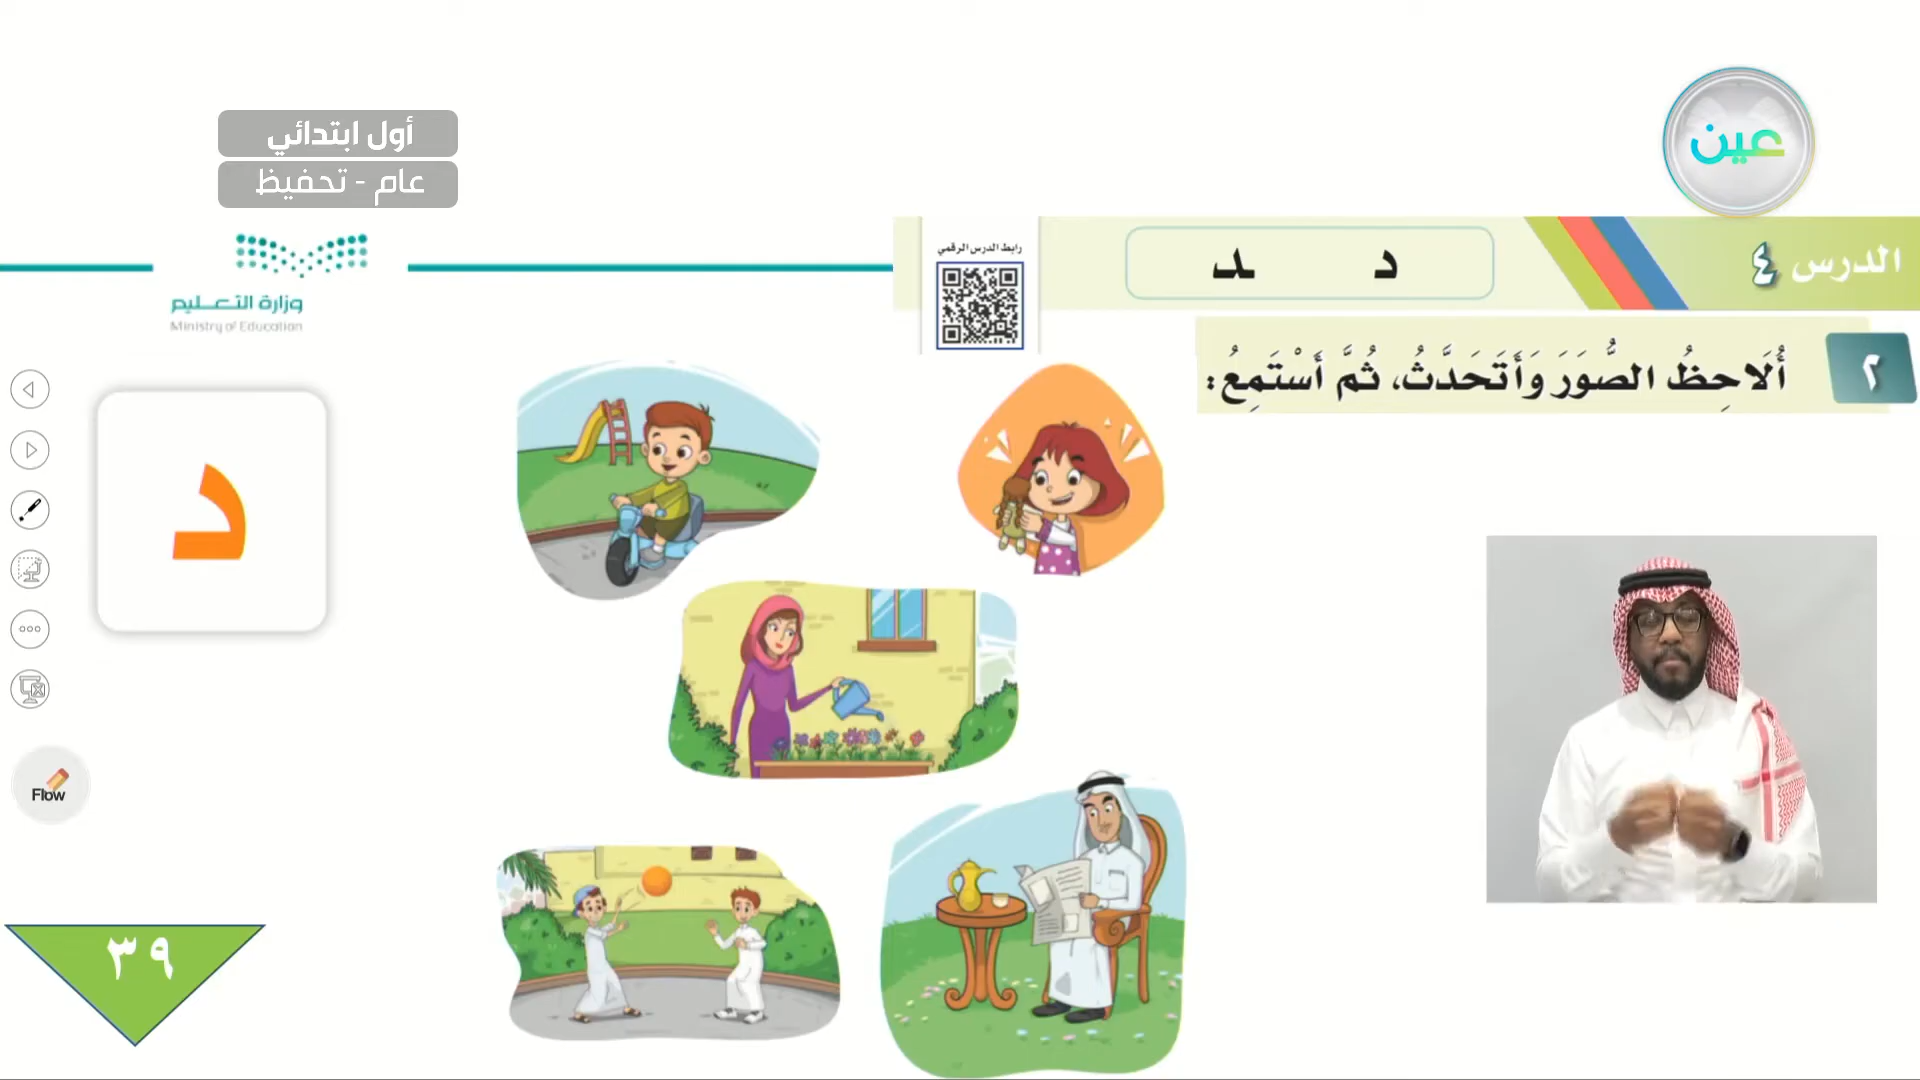 أول ابتدائي
عام - تحفيظ
عين
وزارة التعليم
Ministry of Education
رابط الدرس الرقمي
الدرس ٤
د ـد
٢
أُلَاحِظُ الصُّوَرَ وَأَتَحَدَّثُ، ثُمَّ أَسْتَمِعُ:
د
Flow
٣٩